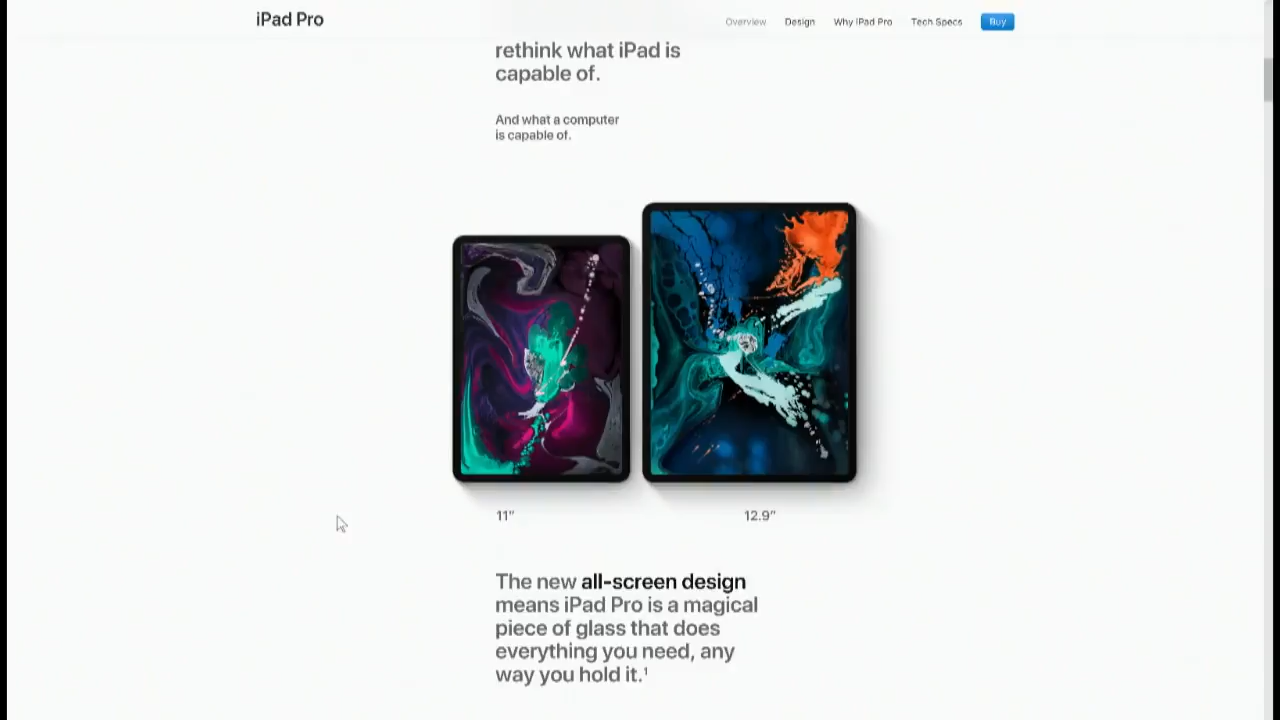 iPad Pro
Overview Design Why iPad Pro Tech Specs Buy
rethink what iPad is
capable of.
And what a computer
is capable of.
11”
12.9”
The new all-screen design
means iPad Pro is a magical
piece of glass that does
everything you need, any
way you hold it.¹